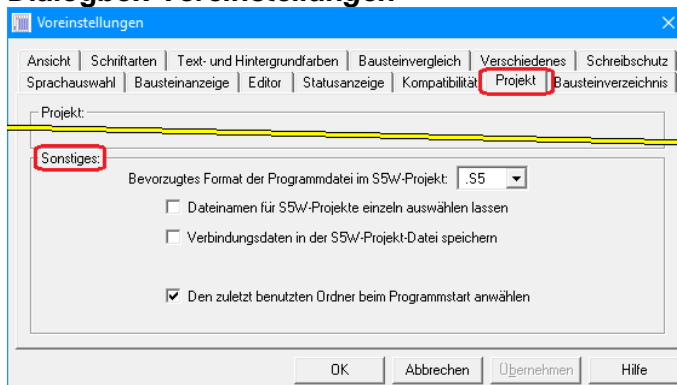 Dialogbox Voreinstellungen
Voreinstellungen
Ansicht Schriftarten Text- und Hintergrundfarben Bausteinvergleich Verschiedenes Schreibschutz
Sprachauswahl Bausteinanzeige Editor Statusanzeige Kompatibilität Projekt Bausteinverzeichnis
Projekt:
Sonstiges:
Bevorzugtes Format der Programmdatei im S5W-Projekt: .S5
Dateinamen für S5W-Projekte einzeln auswählen lassen
Verbindungsdaten in der S5W-Projekt-Datei speichern
Den zuletzt benutzten Ordner beim Programmstart anwählen
OK Abbrechen Übernehmen Hilfe